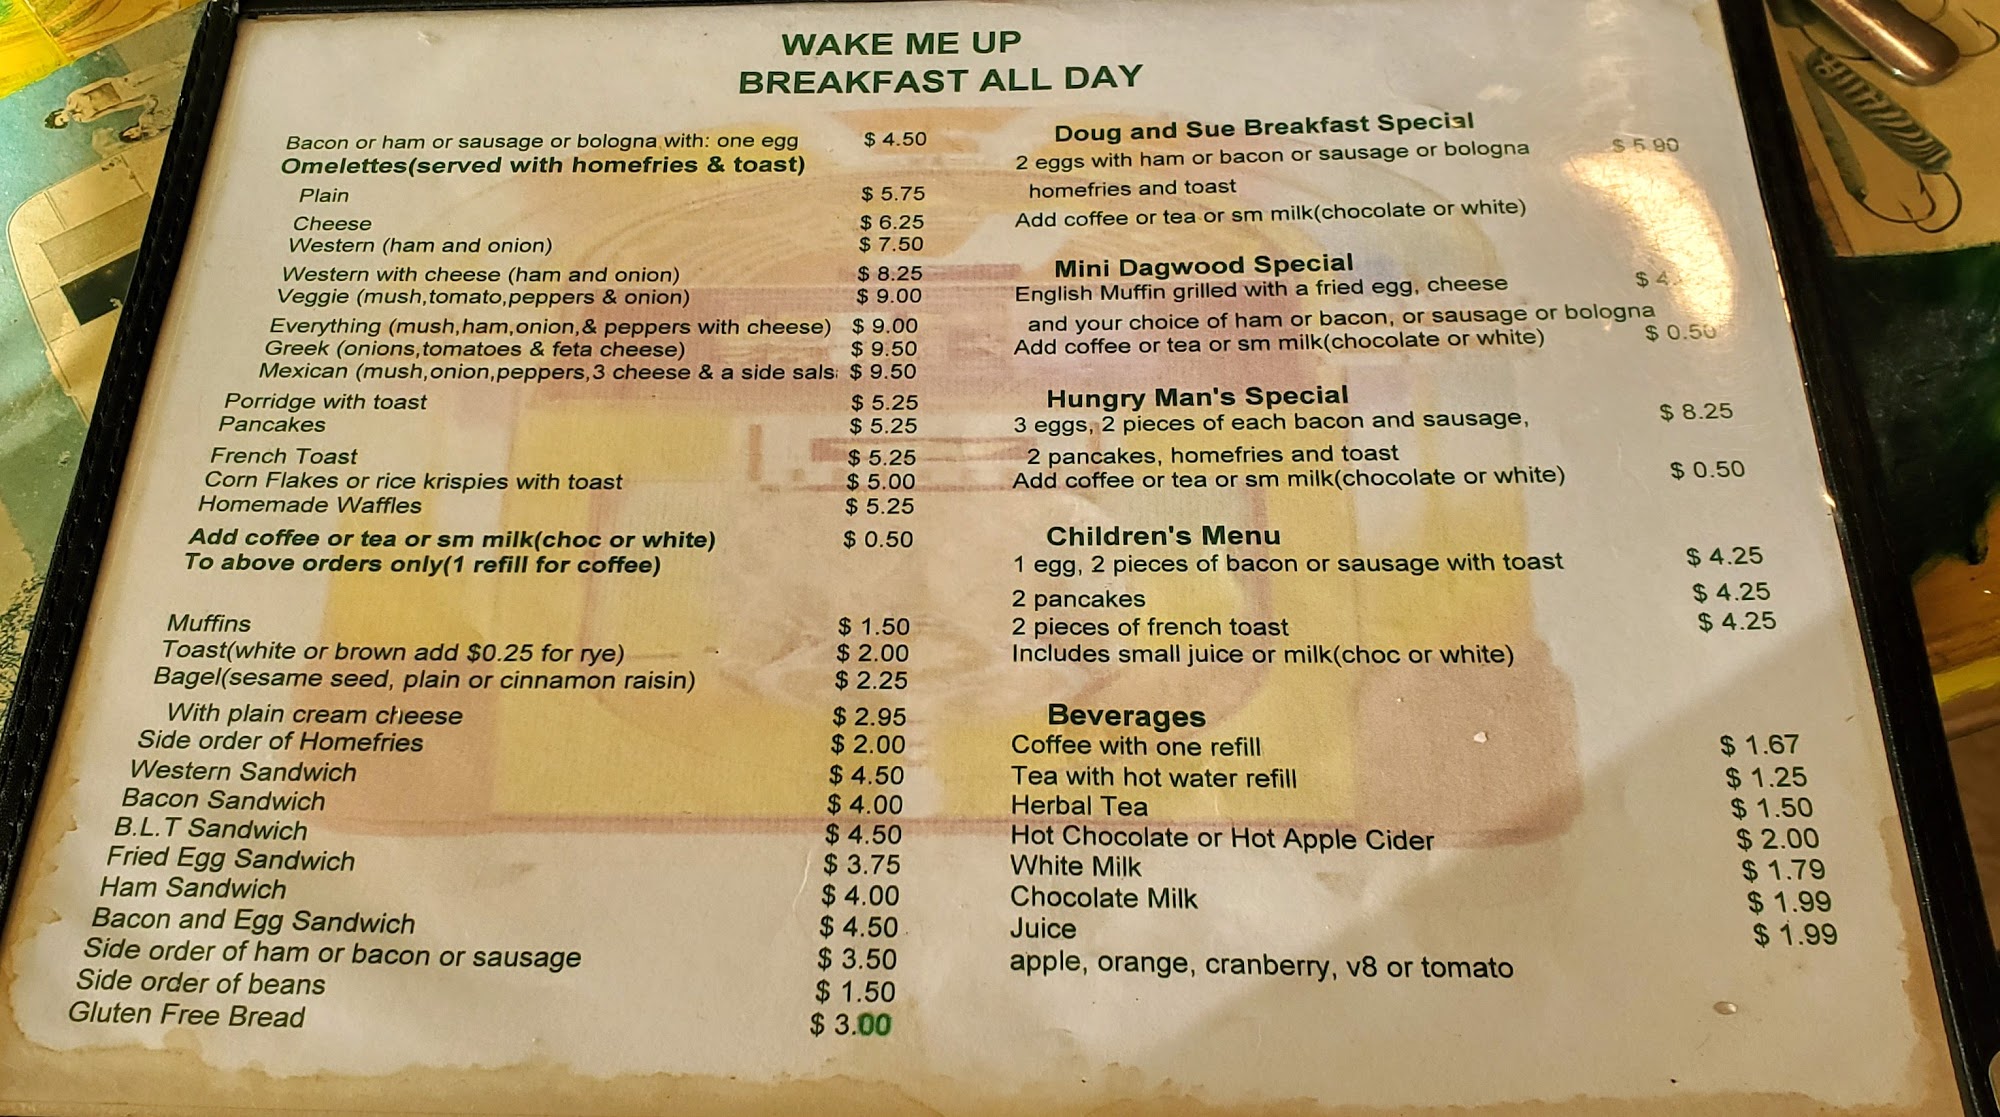 WAKE ME UP
BREAKFAST ALL DAY
Bacon or ham or sausage or bologna with: one egg $ 4.50
Omelettes(served with homefries & toast)
Plain $ 5.75
Cheese $ 6.25
Western (ham and onion) $ 7.50
Western with cheese (ham and onion) $ 8.25
Veggie (mush,tomato,peppers & onion) $ 9.00
Everything (mush,ham,onion,& peppers with cheese) $ 9.00
Greek (onions,tomatoes & feta cheese) $ 9.50
Mexican (mush,onion,peppers,3 cheese & a side sals $ 9.50
Porridge with toast $ 5.25
Pancakes $ 5.25
French Toast $ 5.25
Corn Flakes or rice krispies with toast $ 5.00
Homemade Waffles $ 5.25
Add coffee or tea or sm milk(choc or white) $ 0.50
To above orders only(1 refill for coffee)
Muffins $ 1.50
Toast(white or brown add $0.25 for rye) $ 2.00
Bagel(sesame seed, plain or cinnamon raisin) $ 2.25
With plain cream cheese $ 2.95
Side order of Homefries $ 2.00
Western Sandwich $ 4.50
Bacon Sandwich $ 4.00
B.L.T Sandwich $ 4.50
Fried Egg Sandwich $ 3.75
Ham Sandwich $ 4.00
Bacon and Egg Sandwich $ 4.50
Side order of ham or bacon or sausage $ 3.50
Side order of beans $ 1.50
Gluten Free Bread $ 3.00
Doug and Sue Breakfast Special
2 eggs with ham or bacon or sausage or bologna $ 5.90
homefries and toast
Add coffee or tea or sm milk(chocolate or white)
Mini Dagwood Special
English Muffin grilled with a fried egg, cheese $ 4
and your choice of ham or bacon, or sausage or bologna
Add coffee or tea or sm milk(chocolate or white) $ 0.50
Hungry Man's Special
3 eggs, 2 pieces of each bacon and sausage, $ 8.25
2 pancakes, homefries and toast
Add coffee or tea or sm milk(chocolate or white) $ 0.50
Children's Menu
1 egg, 2 pieces of bacon or sausage with toast $ 4.25
2 pancakes $ 4.25
2 pieces of french toast $ 4.25
Includes small juice or milk(choc or white)
Beverages
Coffee with one refill $ 1.67
Tea with hot water refill $ 1.25
Herbal Tea $ 1.50
Hot Chocolate or Hot Apple Cider $ 2.00
White Milk $ 1.79
Chocolate Milk $ 1.99
Juice $ 1.99
apple, orange, cranberry, v8 or tomato